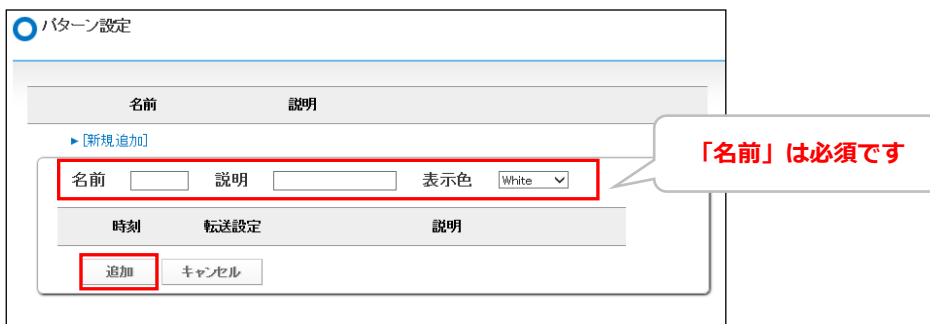 パターン設定
名前 説明
▶ [新規追加]
「名前」は必須です
名前 説明 表示色 White
時刻 転送設定 説明
追加 キャンセル